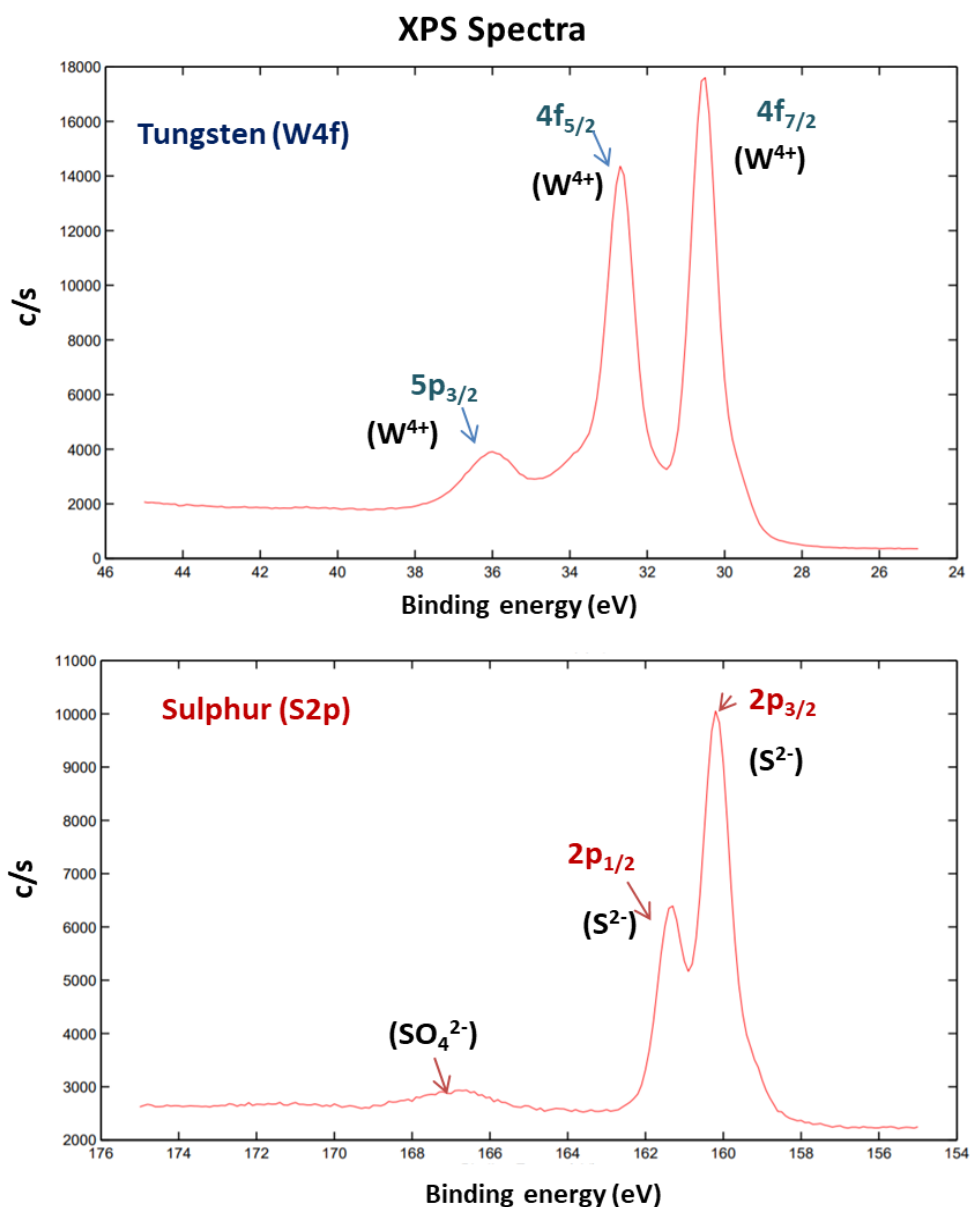 XPS Spectra
18000
16000
14000
12000
10000
8000
6000
4000
2000
0
Tungsten (W4f)
4f5/2
(W4+)
4f7/2
(W4+)
5p3/2
(W4+)
c/s
46 44 42 40 38 36 34 32 30 28 26 24
Binding energy (eV)
11000
10000
9000
8000
7000
6000
5000
4000
3000
2000
Sulphur (S2p)
2p3/2
(S2-)
2p1/2
(S2-)
(SO42-)
c/s
176 174 172 170 168 166 164 162 160 158 156 154
Binding energy (eV)